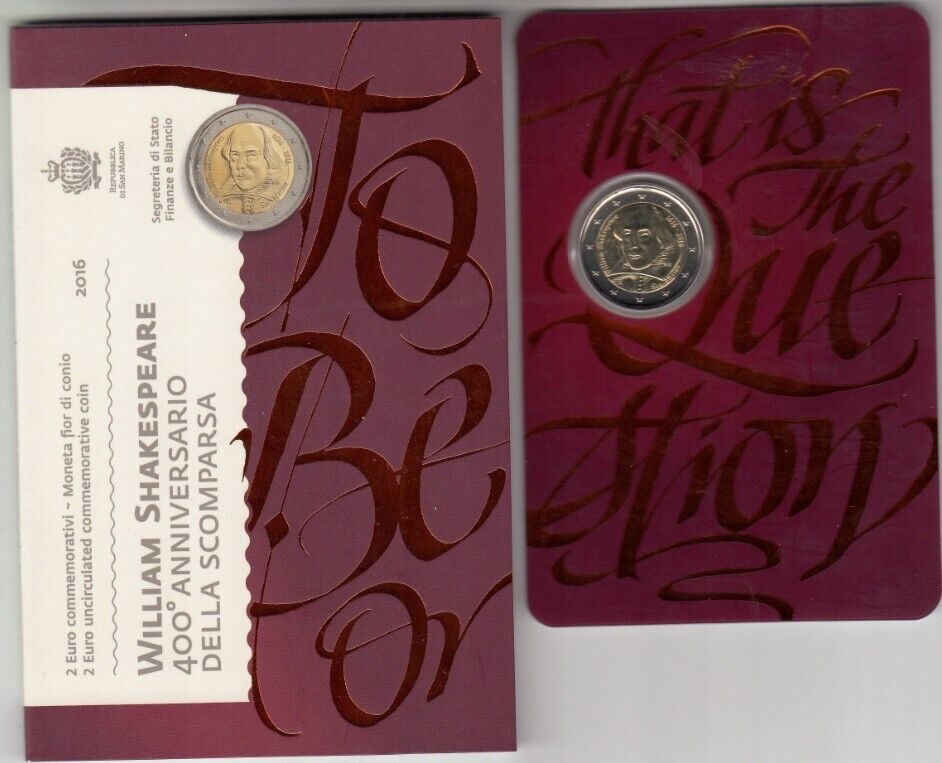 REPUBBLICA
DI SAN MARINO
Segreteria di Stato
Finanze e Bilancio
2 Euro commemorativi ~ Moneta fior di conio
2 Euro uncirculated commemorative coin
2016
WILLIAM SHAKESPEARE
400° ANNIVERSARIO
DELLA SCOMPARSA
To
Be
or
that is
The
Que
stion